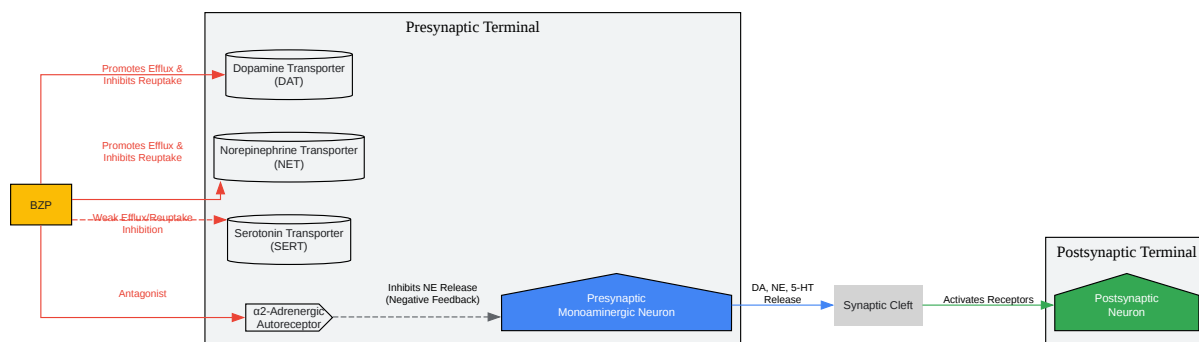 Presynaptic Terminal
Promotes Efflux &
Inhibits Reuptake
Dopamine Transporter
(DAT)
Promotes Efflux &
Inhibits Reuptake
Norepinephrine Transporter
(NET)
BZP
Weak Efflux/Reuptake
Inhibition
Serotonin Transporter
(SERT)
Antagonist
α2-Adrenergic
Autoreceptor
Inhibits NE Release
(Negative Feedback)
Presynaptic
Monoaminergic Neuron
DA, NE, 5-HT
Release
Synaptic Cleft
Activates Receptors
Postsynaptic Terminal
Postsynaptic
Neuron